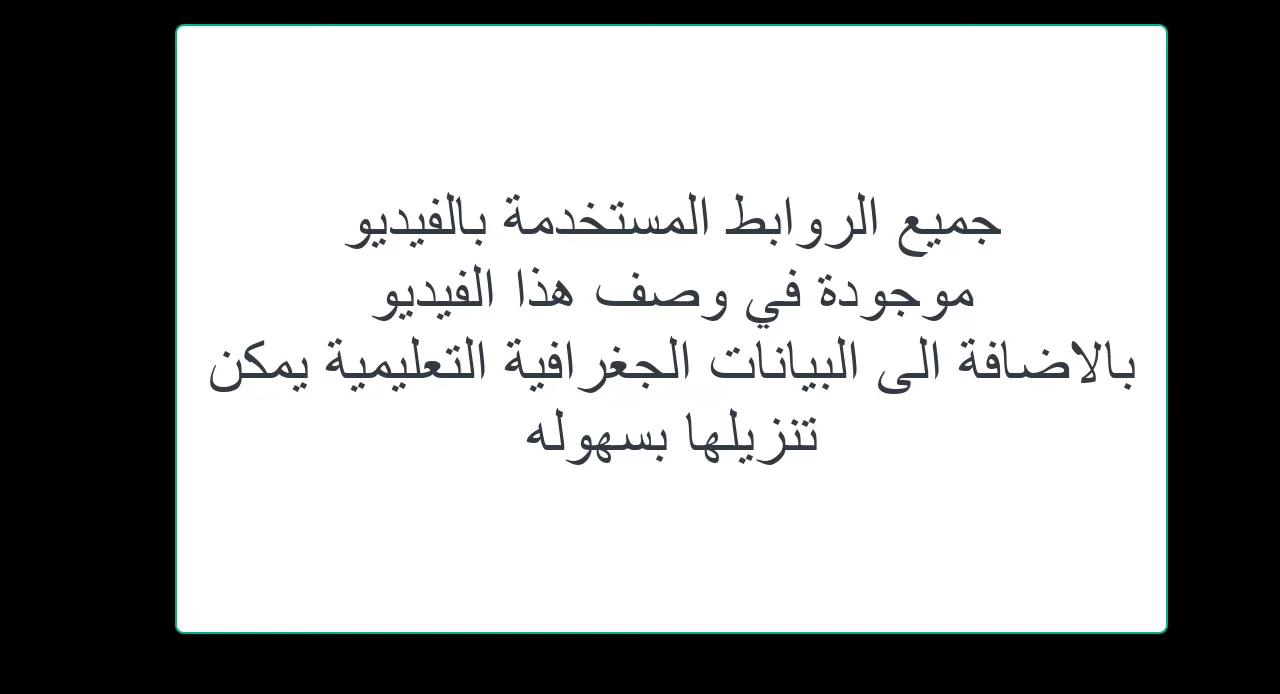 جميع الروابط المستخدمة بالفيديو
موجودة في وصف هذا الفيديو
بالاضافة الى البيانات الجغرافية التعليمية يمكن
تنزيلها بسهوله